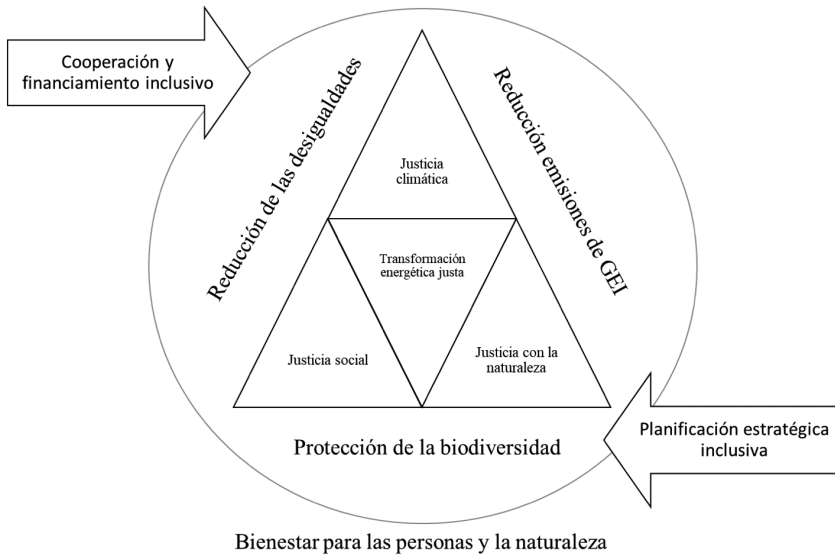 Cooperación y
financiamiento inclusivo
Reducción de las desigualdades
Reducción emisiones de GEI
Justicia
climática
Transformación
energética justa
Justicia social
Justicia con la
naturaleza
Planificación estratégica
inclusiva
Protección de la biodiversidad
Bienestar para las personas y la naturaleza